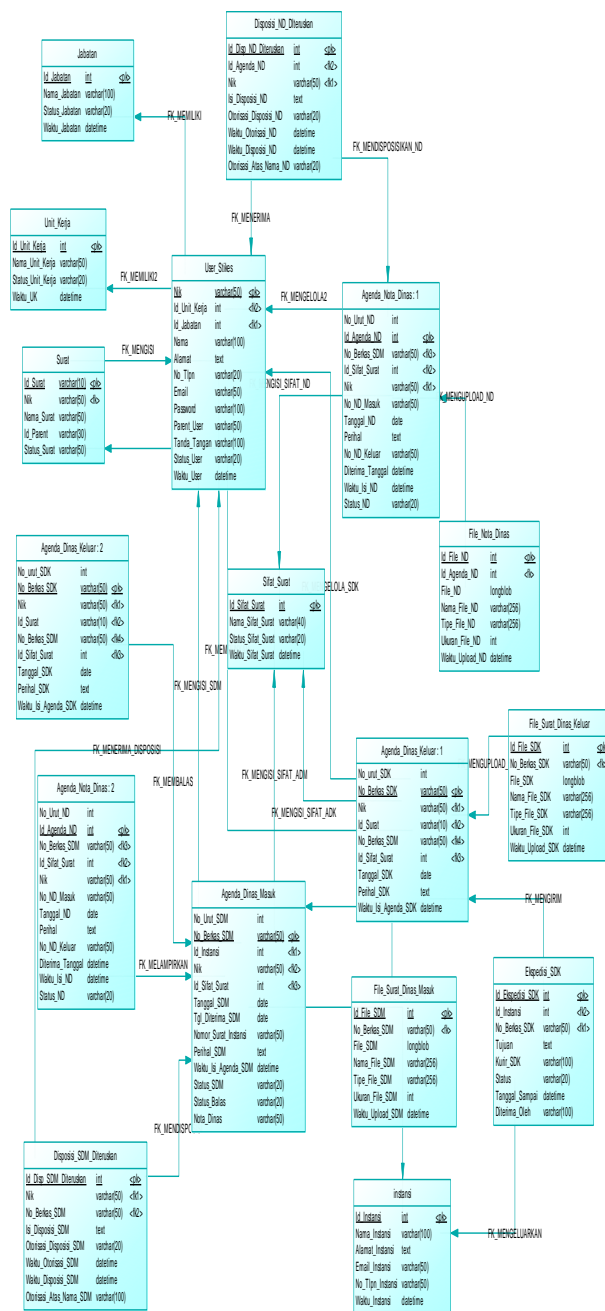 Disposisi_ND_Diteruskan
Id_Disp_ND_Diteruskan int <pk>
Id_Agenda_ND int <fk2>
Nik varchar(50) <fk1>
Isi_Disposisi_ND text
Otorisasi_Disposisi_ND varchar(20)
Waktu_Otorisasi_ND datetime
Waktu_Disposisi_ND datetime
Otorisasi_Atas_Nama_ND varchar(20)
Jabatan
Id_Jabatan int <pk>
Nama_Jabatan varchar(100)
Status_Jabatan varchar(20)
Waktu_Jabatan datetime
FK_MEMILIKI
FK_MENDISPOSISIKAN_ND
FK_MENERIMA
Unit_Kerja
Id_Unit_Kerja int <pk>
Nama_Unit_Kerja varchar(50)
Status_Unit_Kerja varchar(20)
Waktu_UK datetime
FK_MEMILIKI2
User_Stikes
Nik varchar(50) <pk>
Id_Unit_Kerja int <fk2>
Id_Jabatan int <fk1>
Nama varchar(100)
Alamat text
No_Tlpn varchar(20)
Email varchar(50)
Password varchar(100)
Parent_User varchar(50)
Tanda_Tangan varchar(100)
Status_User varchar(20)
Waktu_User datetime
FK_MENGELOLA2
Agenda_Nota_Dinas : 1
No_Urut_ND int
Id_Agenda_ND int <pk>
No_Berkas_SDM varchar(50) <fk3>
Id_Sifat_Surat int <fk2>
Nik varchar(50) <fk1>
No_ND_Masuk varchar(50)
Tanggal_ND date
Perihal text
No_ND_Keluar varchar(50)
Diterima_Tanggal datetime
Waktu_Isi_ND datetime
Status_ND varchar(20)
FK_MENGISI
Surat
Id_Surat varchar(10) <pk>
Nik varchar(50) <fk>
Nama_Surat varchar(50)
Id_Parent varchar(30)
Status_Surat varchar(50)
ENGISI_SIFAT_ND
MENGUPLOAD_ND
File_Nota_Dinas
Id_File_ND int <pk>
Id_Agenda_ND int <fk>
File_ND longblob
Nama_File_ND varchar(256)
Tipe_File_ND varchar(256)
Ukuran_File_ND int
Waktu_Upload_ND datetime
Agenda_Dinas_Keluar : 2
No_urut_SDK int
No_Berkas_SDK varchar(50) <pk>
Nik varchar(50) <fk1>
Id_Surat varchar(10) <fk2>
No_Berkas_SDM varchar(50) <fk4>
Id_Sifat_Surat int <fk3>
Tanggal_SDK date
Perihal_SDK text
Waktu_Isi_Agenda_SDK datetime
Sifat_Surat
Id_Sifat_Surat int <pk>
Nama_Sifat_Surat varchar(40)
Status_Sifat_Surat varchar(20)
Waktu_Sifat_Surat datetime
GELOLA_SDK
FK_MEM
FK_MENGISI_SDM
FK_MENERIMA_DISPOSISI
FK_MEMBALAS
FK_MENGISI_SIFAT_ADM
FK_MENGISI_SIFAT_ADK
Agenda_Dinas_Keluar : 1
No_urut_SDK int
No_Berkas_SDK varchar(50) <pk>
Nik varchar(50) <fk1>
Id_Surat varchar(10) <fk2>
No_Berkas_SDM varchar(50) <fk4>
Id_Sifat_Surat int <fk3>
Tanggal_SDK date
Perihal_SDK text
Waktu_Isi_Agenda_SDK datetime
MENGUPLOAD_
File_Surat_Dinas_Keluar
Id_File_SDK int <pk>
No_Berkas_SDK varchar(50)
File_SDK longblob
Nama_File_SDK varchar(256)
Tipe_File_SDK varchar(256)
Ukuran_File_SDK int
Waktu_Upload_SDK datetime
Agenda_Nota_Dinas : 2
No_Urut_ND int
Id_Agenda_ND int <pk>
No_Berkas_SDM varchar(50) <fk3>
Id_Sifat_Surat int <fk2>
Nik varchar(50) <fk1>
No_ND_Masuk varchar(50)
Tanggal_ND date
Perihal text
No_ND_Keluar varchar(50)
Diterima_Tanggal datetime
Waktu_Isi_ND datetime
Status_ND varchar(20)
FK_MELAMPIRKAN
Agenda_Dinas_Masuk
No_Urut_SDM int
No_Berkas_SDM varchar(50) <pk>
Id_Instansi int <fk1>
Nik varchar(50) <fk2>
Id_Sifat_Surat int <fk3>
Tanggal_SDM date
Tgl_Diterima_SDM date
Nomor_Surat_Instansi varchar(50)
Perihal_SDM text
Waktu_Isi_Agenda_SDM datetime
Status_SDM varchar(20)
Status_Balas varchar(20)
Nota_Dinas varchar(50)
FK_MENGIRIM
File_Surat_Dinas_Masuk
Id_File_SDM int <pk>
No_Berkas_SDM varchar(50) <fk>
File_SDM longblob
Nama_File_SDM varchar(256)
Tipe_File_SDM varchar(256)
Ukuran_File_SDM int
Waktu_Upload_SDM datetime
Ekspedisi_SDK
Id_Ekspedisi_SDK int <pk>
Id_Instansi int <fk2>
No_Berkas_SDK varchar(50) <fk1>
Tujuan text
Kurir_SDK varchar(100)
Status varchar(20)
Tanggal_Sampai datetime
Diterima_Oleh varchar(100)
FK_MENDISPO
Disposisi_SDM_Diteruskan
Id_Disp_SDM_Diteruskan int <pk>
Nik varchar(50) <fk1>
No_Berkas_SDM varchar(50) <fk2>
Isi_Disposisi_SDM text
Otorisasi_Disposisi_SDM varchar(20)
Waktu_Otorisasi_SDM datetime
Waktu_Disposisi_SDM datetime
Otorisasi_Atas_Nama_SDM varchar(100)
instansi
Id_Instansi int <pk>
Nama_Instansi varchar(100)
Alamat_Instansi text
Email_Instansi varchar(50)
No_Tlpn_Instansi varchar(50)
Waktu_Instansi datetime
FK_MENGELUARKAN